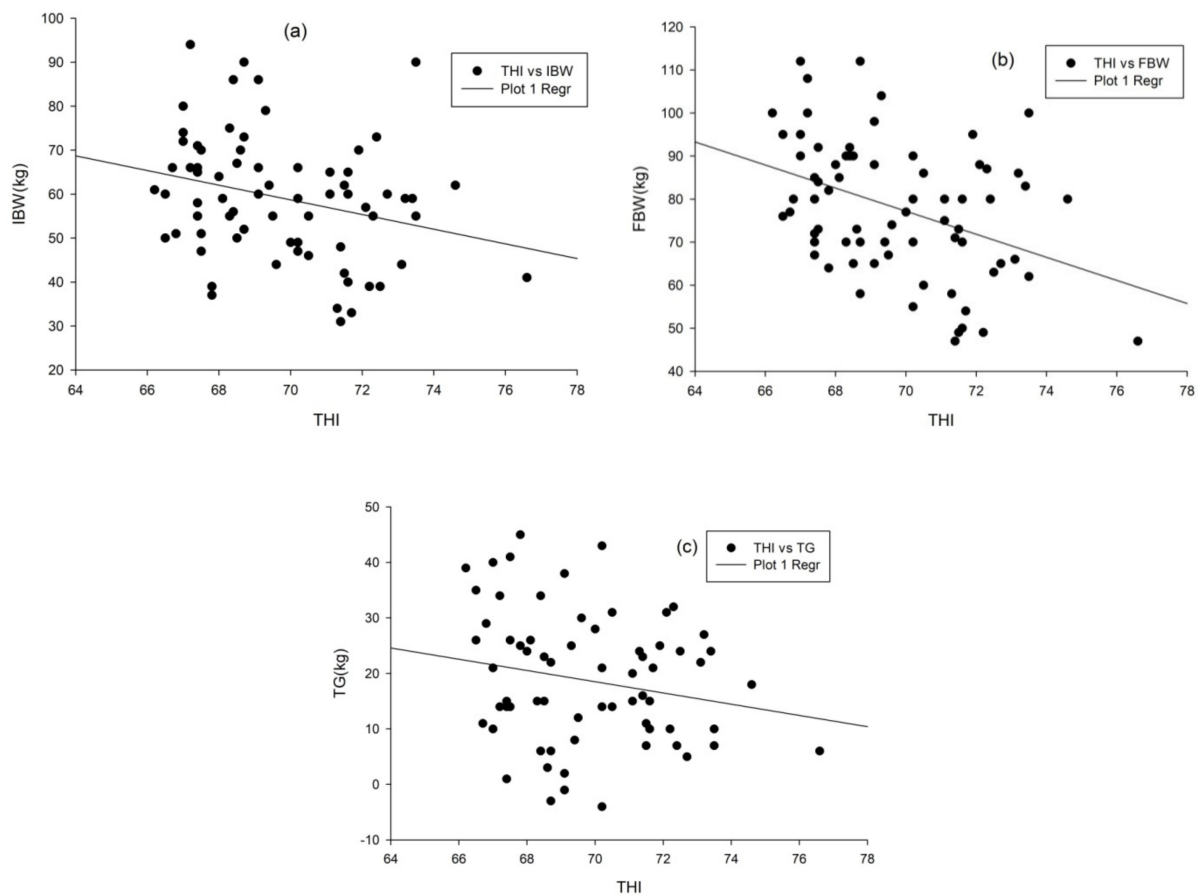 (a)
THI vs IBW
Plot 1 Regr
IBW(kg)
100
90
80
70
60
50
40
30
20
64 66 68 70 72 74 76 78
THI
(b)
THI vs FBW
Plot 1 Regr
FBW(kg)
120
110
100
90
80
70
60
50
40
64 66 68 70 72 74 76 78
THI
(c)
THI vs TG
Plot 1 Regr
TG(kg)
50
40
30
20
10
0
-10
64 66 68 70 72 74 76 78
THI